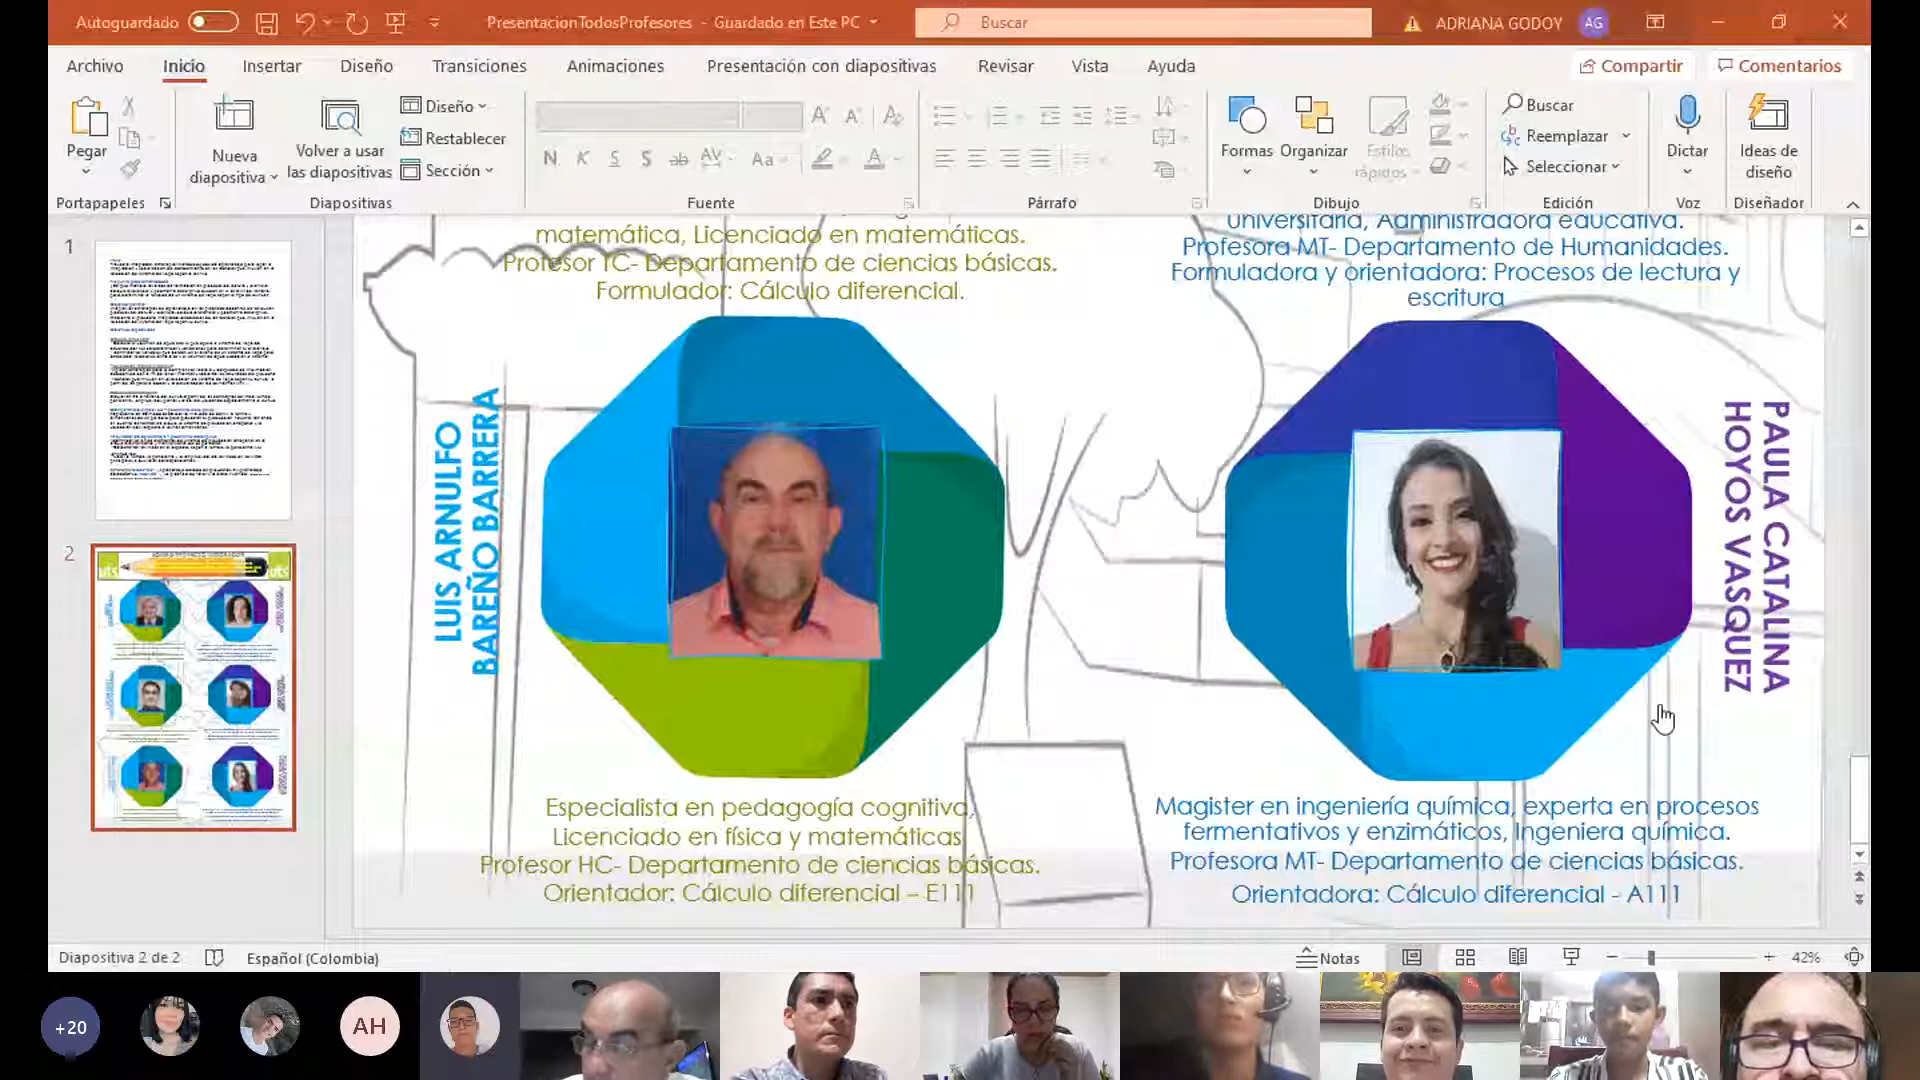 Autoguardado
PresentacionTodosProfesores - Guardado en Este PC
Buscar
ADRIANA GODOY
AG
Archivo
Inicio
Insertar
Diseño
Transiciones
Animaciones
Presentación con diapositivas
Revisar
Vista
Ayuda
Compartir
Comentarios
Pegar
Nueva
diapositiva
Volver a usar
las diapositivas
Diseño
Restablecer
Sección
N K S S ab AV Aa A
Formas
Organizar
Estilos
rápidos
Buscar
Reemplazar
Seleccionar
Dictar
Ideas de
diseño
Portapapeles
Diapositivas
Fuente
Párrafo
Dibujo
Edición
Voz
Diseñador
1
2
matemática, Licenciado en matemáticas.
Profesor TC- Departamento de ciencias básicas.
Formulador: Cálculo diferencial.
Universitaria, Administradora educativa.
Profesora MT- Departamento de Humanidades.
Formuladora y orientadora: Procesos de lectura y
escritura
LUIS ARNULFO
BAREÑO BARRERA
PAULA CATALINA
HOYOS VASQUEZ
Especialista en pedagogía cognitiva,
Licenciado en física y matemáticas
Profesor HC- Departamento de ciencias básicas.
Orientador: Cálculo diferencial – E111
Magister en ingeniería química, experta en procesos
fermentativos y enzimáticos, Ingeniera química.
Profesora MT- Departamento de ciencias básicas.
Orientadora: Cálculo diferencial - A111
Diapositiva 2 de 2
Español (Colombia)
Notas
42%
+20
AH